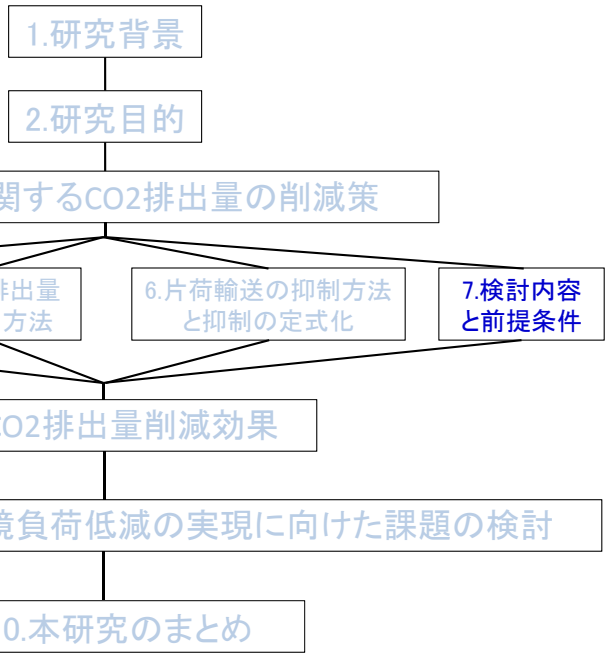 1.研究背景
2.研究目的
関するCO2排出量の削減策
排出量
方法
6.片荷輸送の抑制方法
と抑制の定式化
7.検討内容
と前提条件
CO2排出量削減効果
境負荷低減の実現に向けた課題の検討
0.本研究のまとめ